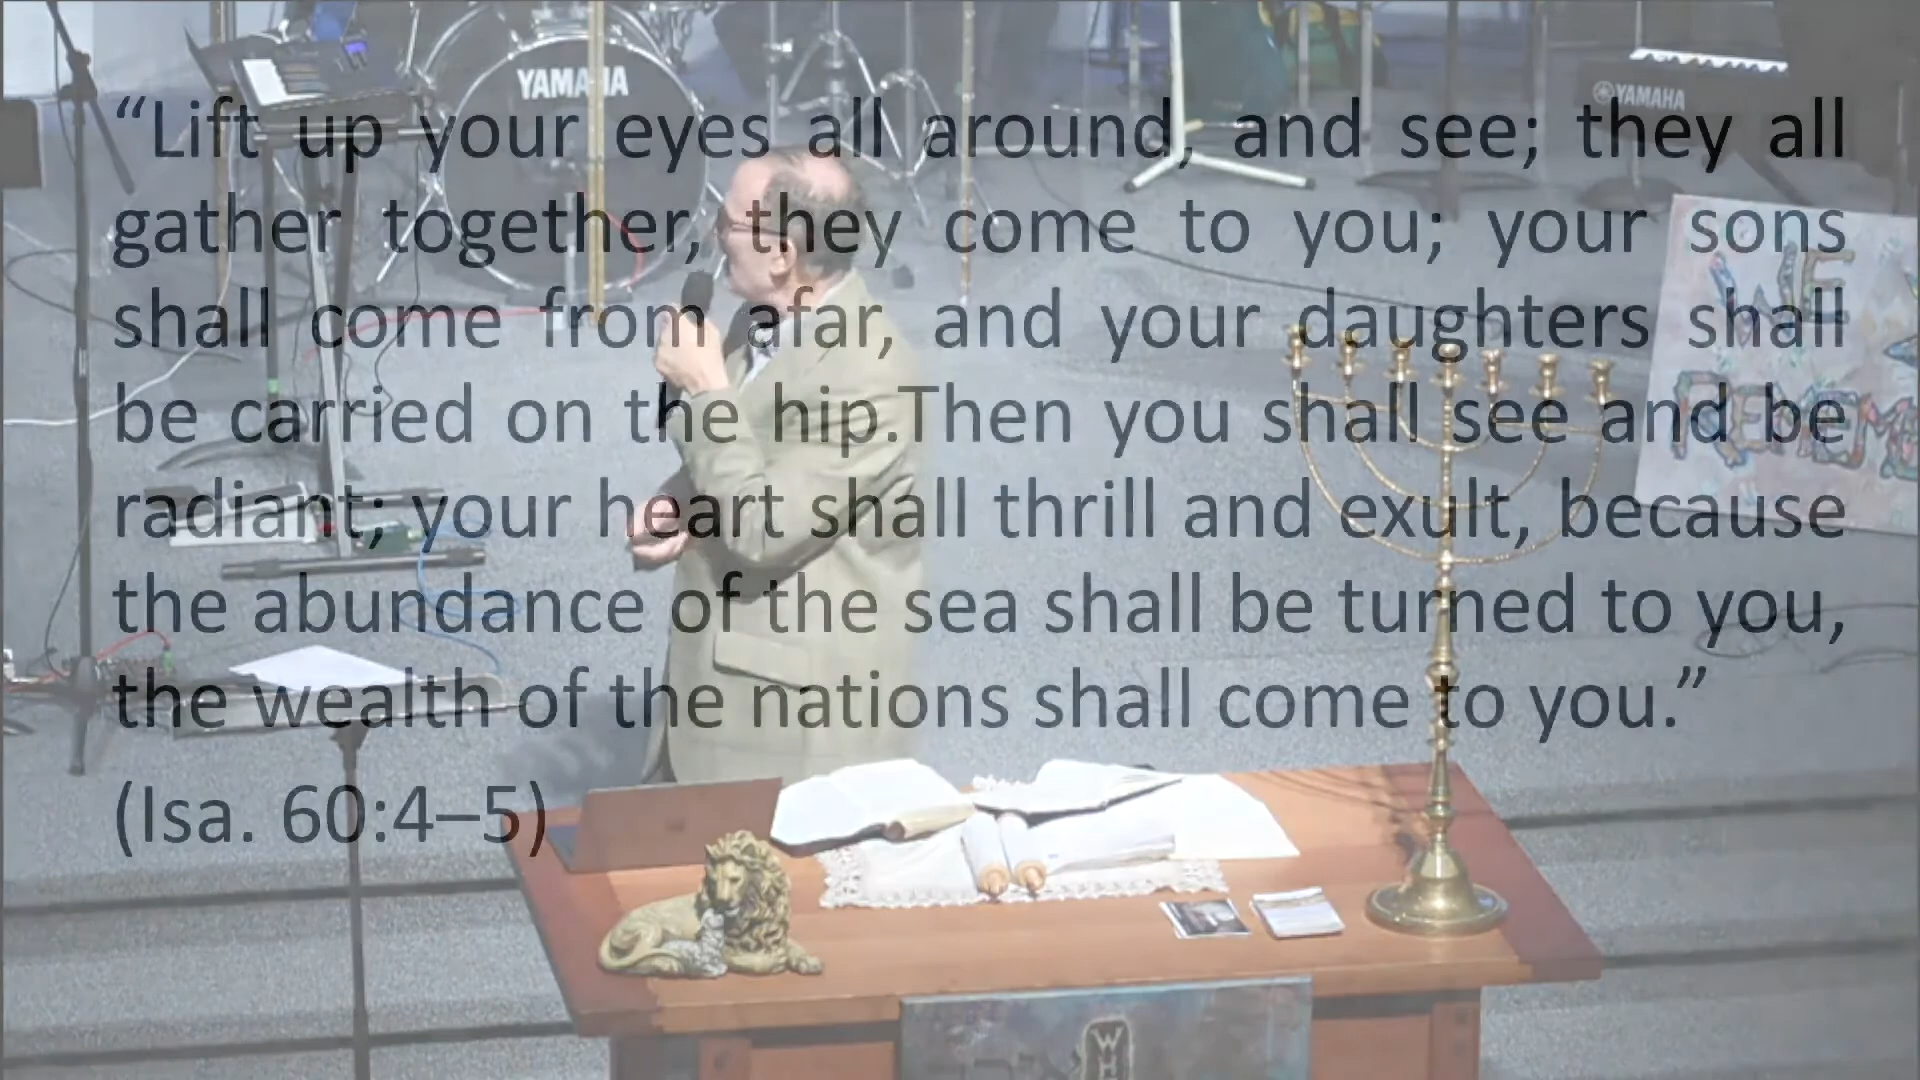 YAMAHA
YAMAHA
“Lift up your eyes all around, and see; they all
gather together, they come to you; your sons
shall come from afar, and your daughters shall
be carried on the hip.Then you shall see and be
radiant; your heart shall thrill and exult, because
the abundance of the sea shall be turned to you,
the wealth of the nations shall come to you.”
(Isa. 60:4–5)
WE